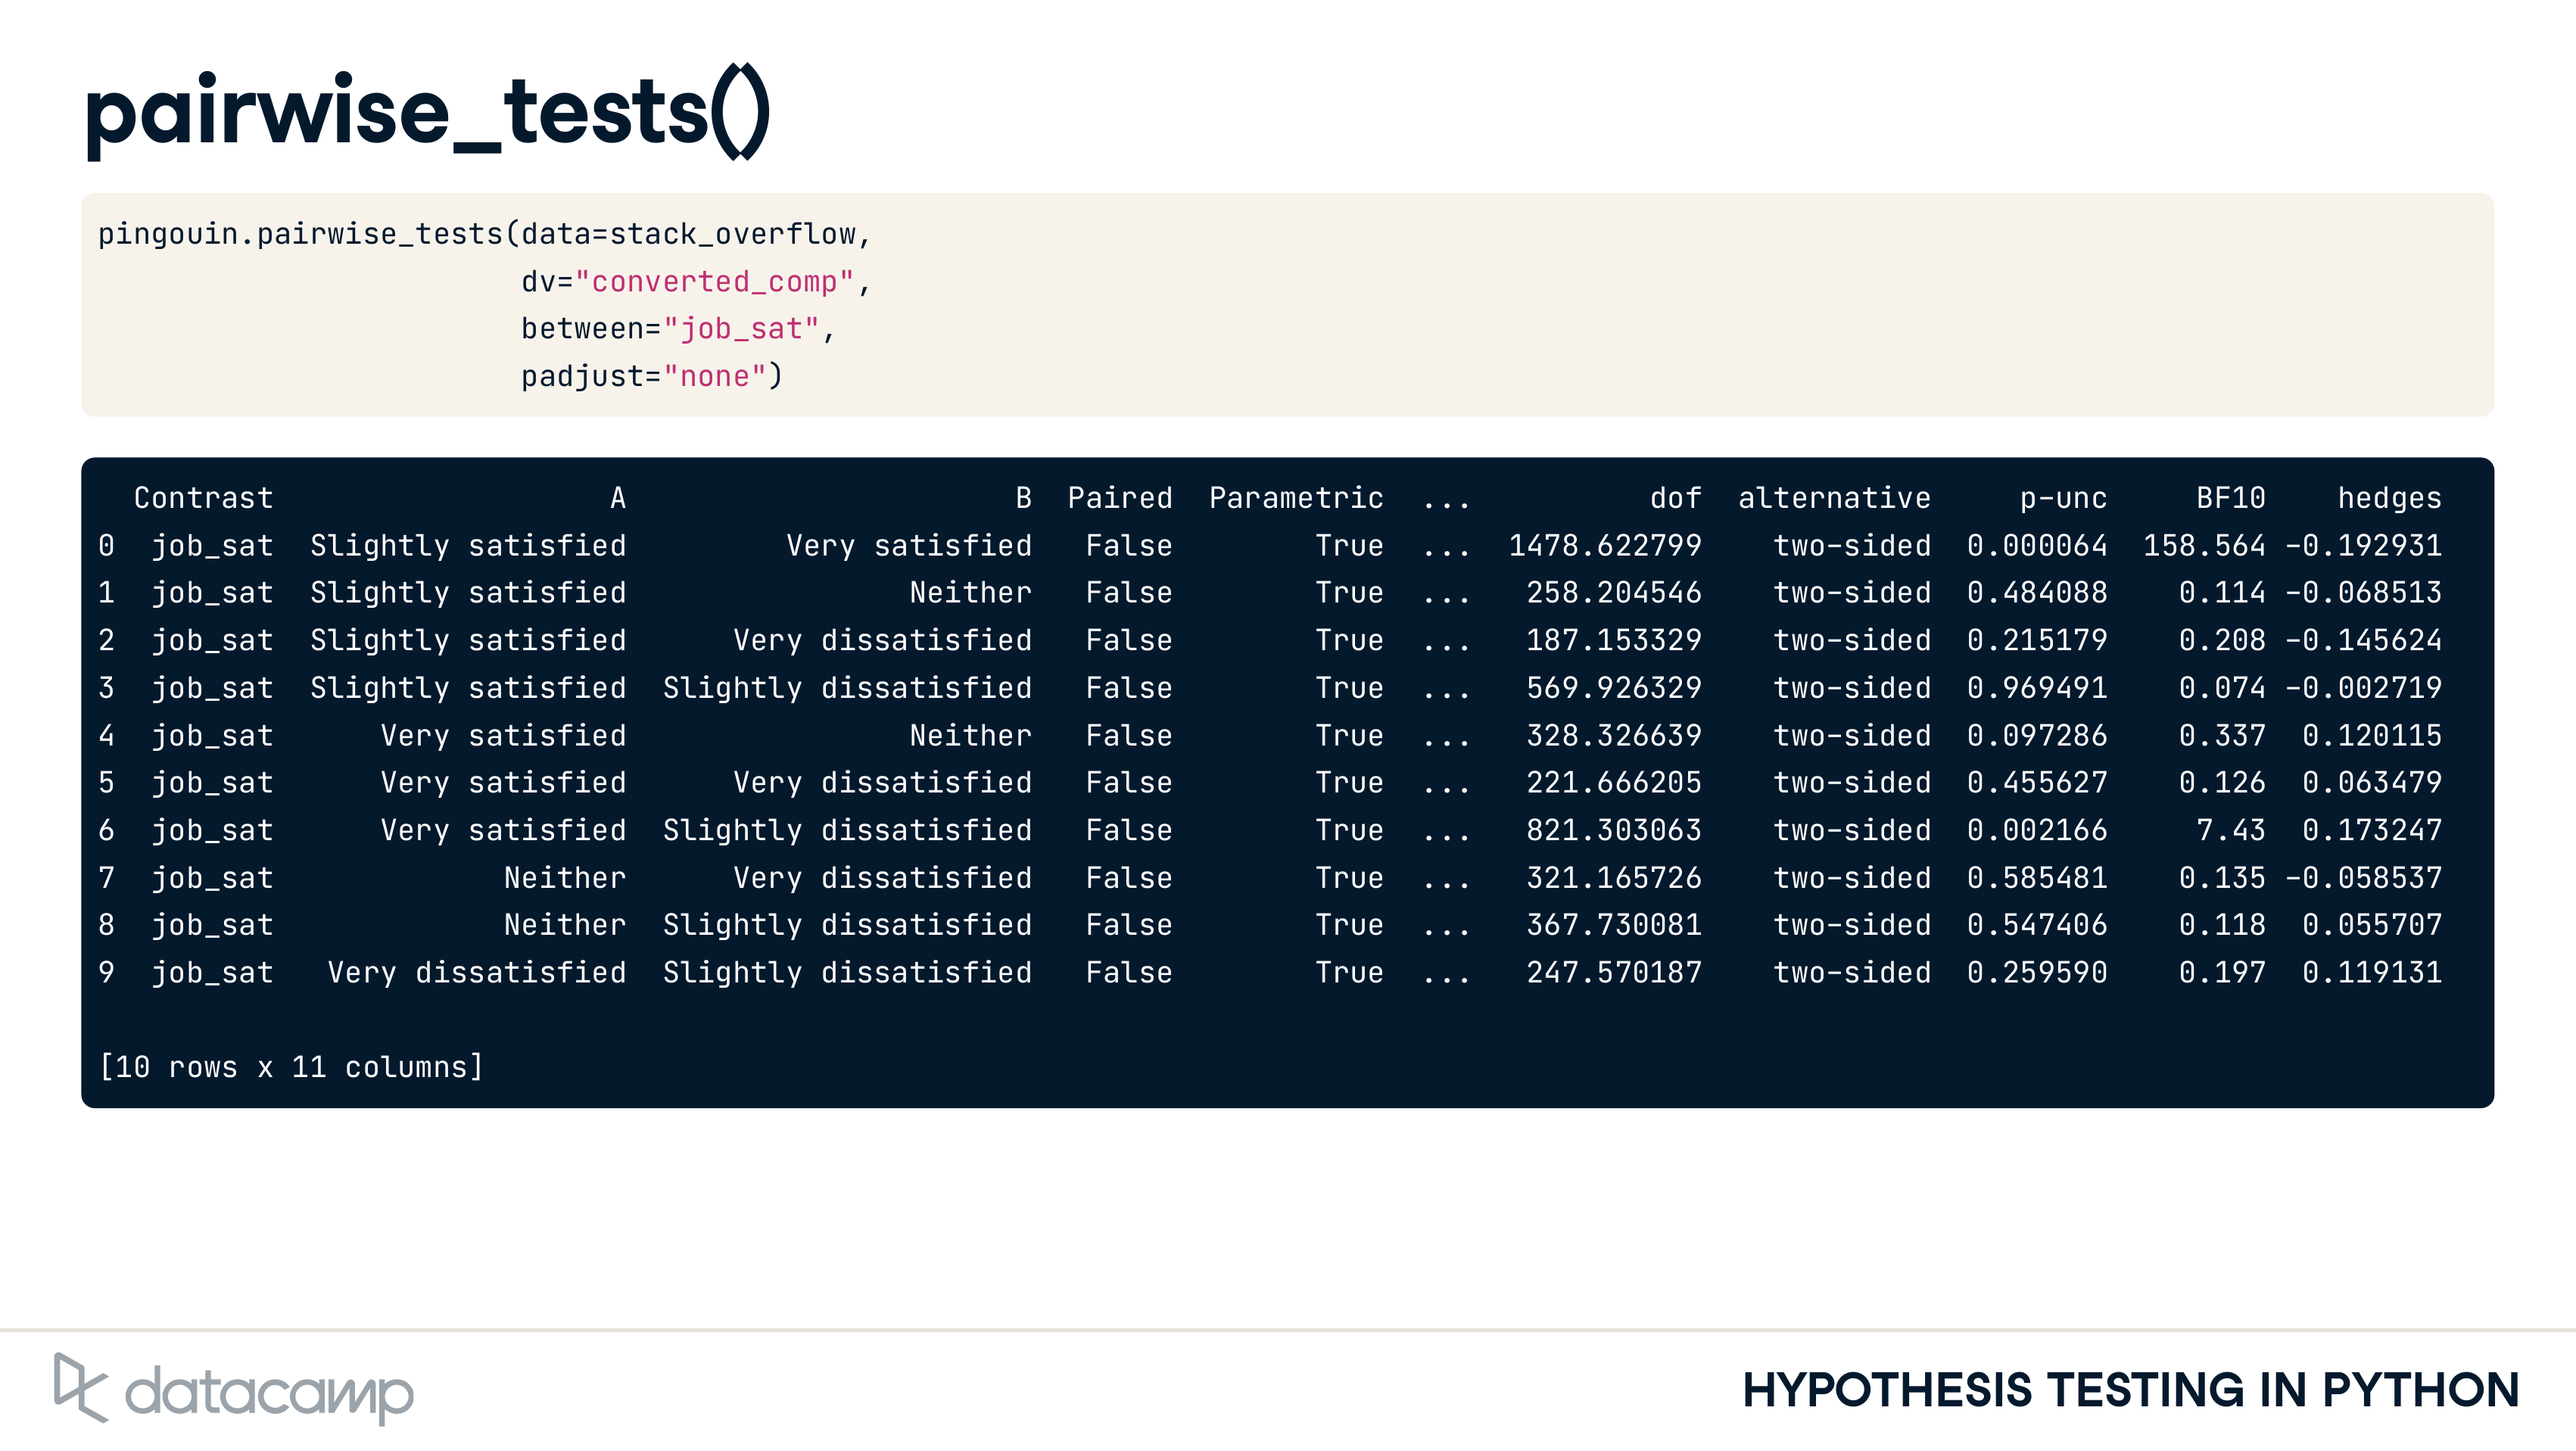 pairwise_tests()
pingouin.pairwise_tests(data=stack_overflow,
                        dv="converted_comp",
                        between="job_sat",
                        padjust="none")
  Contrast                   A                      B  Paired  Parametric  ...          dof  alternative     p-unc     BF10    hedges
0  job_sat  Slightly satisfied         Very satisfied   False        True  ...  1478.622799    two-sided  0.000064  158.564 -0.192931
1  job_sat  Slightly satisfied                Neither   False        True  ...   258.204546    two-sided  0.484088    0.114 -0.068513
2  job_sat  Slightly satisfied      Very dissatisfied   False        True  ...   187.153329    two-sided  0.215179    0.208 -0.145624
3  job_sat  Slightly satisfied  Slightly dissatisfied   False        True  ...   569.926329    two-sided  0.969491    0.074 -0.002719
4  job_sat      Very satisfied                Neither   False        True  ...   328.326639    two-sided  0.097286    0.337  0.120115
5  job_sat      Very satisfied      Very dissatisfied   False        True  ...   221.666205    two-sided  0.455627    0.126  0.063479
6  job_sat      Very satisfied  Slightly dissatisfied   False        True  ...   821.303063    two-sided  0.002166     7.43  0.173247
7  job_sat             Neither      Very dissatisfied   False        True  ...   321.165726    two-sided  0.585481    0.135 -0.058537
8  job_sat             Neither  Slightly dissatisfied   False        True  ...   367.730081    two-sided  0.547406    0.118  0.055707
9  job_sat   Very dissatisfied  Slightly dissatisfied   False        True  ...   247.570187    two-sided  0.259590    0.197  0.119131
[10 rows x 11 columns]
datacamp
HYPOTHESIS TESTING IN PYTHON